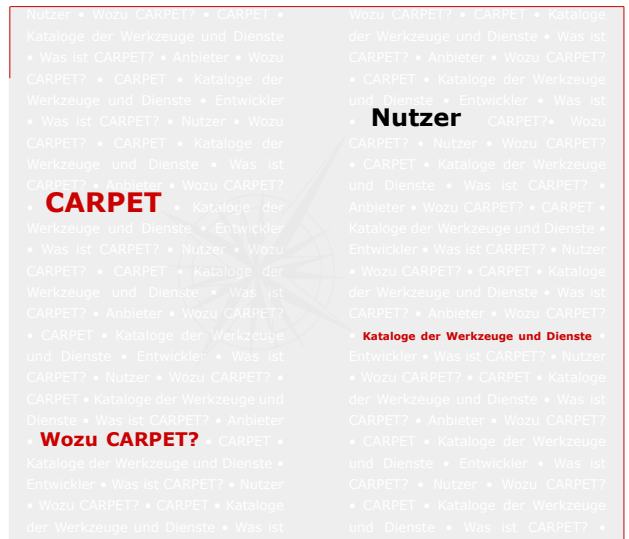 Nutzer • Wozu CARPET? • CARPET •
Kataloge der Werkzeuge und Dienste
• Was ist CARPET? • Anbieter • Wozu
CARPET? • CARPET • Kataloge der
Werkzeuge und Dienste • Entwickler
• Was ist CARPET? • Nutzer • Wozu
CARPET? • CARPET • Kataloge der
Werkzeuge und Dienste • Was ist
CARPET? • Anbieter • Wozu CARPET?
• CARPET • Kataloge der
Werkzeuge und Dienste • Entwickler
• Was ist CARPET? • Nutzer • Wozu
CARPET? • CARPET • Kataloge der
Werkzeuge und Dienste • Was ist
CARPET? • Anbieter • Wozu CARPET?
• CARPET • Kataloge der Werkzeuge
und Dienste • Entwickler • Was ist
CARPET? • Nutzer • Wozu CARPET? •
CARPET • Kataloge der Werkzeuge und
Dienste • Was ist CARPET? • Anbieter
Wozu CARPET? • CARPET •
Kataloge der Werkzeuge und Dienste •
Entwickler • Was ist CARPET? • Nutzer
• Wozu CARPET? • CARPET • Kataloge
der Werkzeuge und Dienste • Was ist
Wozu CARPET? • CARPET • Kataloge
der Werkzeuge und Dienste • Was ist
CARPET? • Anbieter • Wozu CARPET?
• CARPET • Kataloge der Werkzeuge
und Dienste • Entwickler • Was ist
• Nutzer CARPET? • Wozu
CARPET? • Nutzer • Wozu CARPET?
• CARPET • Kataloge der Werkzeuge
und Dienste • Was ist CARPET? •
Anbieter • Wozu CARPET? • CARPET •
Kataloge der Werkzeuge und Dienste •
Entwickler • Was ist CARPET? • Nutzer
• Wozu CARPET? • CARPET • Kataloge
der Werkzeuge und Dienste • Was ist
CARPET? • Anbieter • Wozu CARPET?
• Kataloge der Werkzeuge und Dienste •
Entwickler • Was ist CARPET? • Nutzer
• Wozu CARPET? • CARPET • Kataloge
der Werkzeuge und Dienste • Was ist
CARPET? • Anbieter • Wozu CARPET?
• CARPET • Kataloge der Werkzeuge
und Dienste • Entwickler • Was ist
CARPET? • Nutzer • Wozu CARPET?
• CARPET • Kataloge der Werkzeuge
und Dienste • Was ist CARPET? •